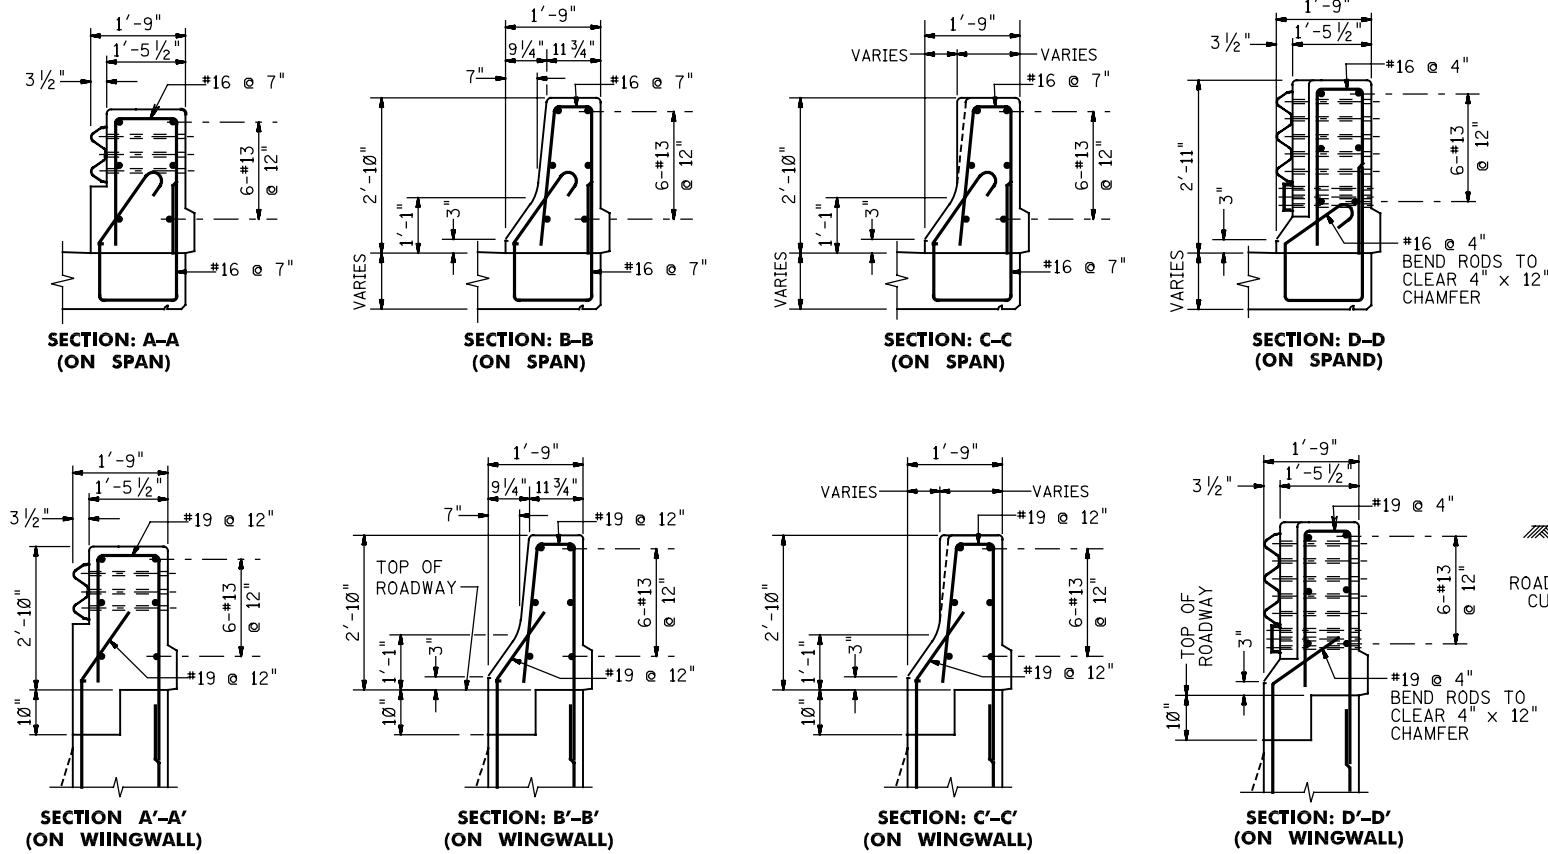 1'-9"
1'-5 1/2"
3 1/2"
#16 @ 7"
6-#13
@ 12"
#16 @ 7"
SECTION: A–A
(ON SPAN)
1'-9"
9 1/4" 11 3/4"
7"
#16 @ 7"
2'-10"
1'-1"
3"
6-#13
@ 12"
VARIES
#16 @ 7"
SECTION: B–B
(ON SPAN)
1'-9"
VARIES VARIES
#16 @ 7"
2'-10"
1'-1"
3"
6-#13
@ 12"
VARIES
#16 @ 7"
SECTION: C–C
(ON SPAN)
1'-9"
1'-5 1/2"
3 1/2"
#16 @ 4"
2'-11"
3"
6-#13
@ 12"
VARIES
#16 @ 4"
BEND RODS TO
CLEAR 4" x 12"
CHAMFER
SECTION: D–D
(ON SPAND)
1'-9"
1'-5 1/2"
3 1/2"
#19 @ 12"
2'-10"
6-#13
@ 12"
#19 @ 12"
10"
SECTION A'–A'
(ON WIINGWALL)
1'-9"
9 1/4" 11 3/4"
7"
#19 @ 12"
TOP OF
ROADWAY
2'-10"
1'-1"
3"
6-#13
@ 12"
#19 @ 12"
10"
SECTION: B'–B'
(ON WINGWALL)
1'-9"
VARIES VARIES
#19 @ 12"
2'-10"
1'-1"
3"
6-#13
@ 12"
#19 @ 12"
10"
SECTION: C'–C'
(ON WINGWALL)
1'-9"
1'-5 1/2"
3 1/2"
#19 @ 4"
TOP OF
ROADWAY
3"
6-#13
@ 12"
10"
#19 @ 4"
BEND RODS TO
CLEAR 4" x 12"
CHAMFER
SECTION: D'–D'
(ON WINGWALL)
ROAD
CU